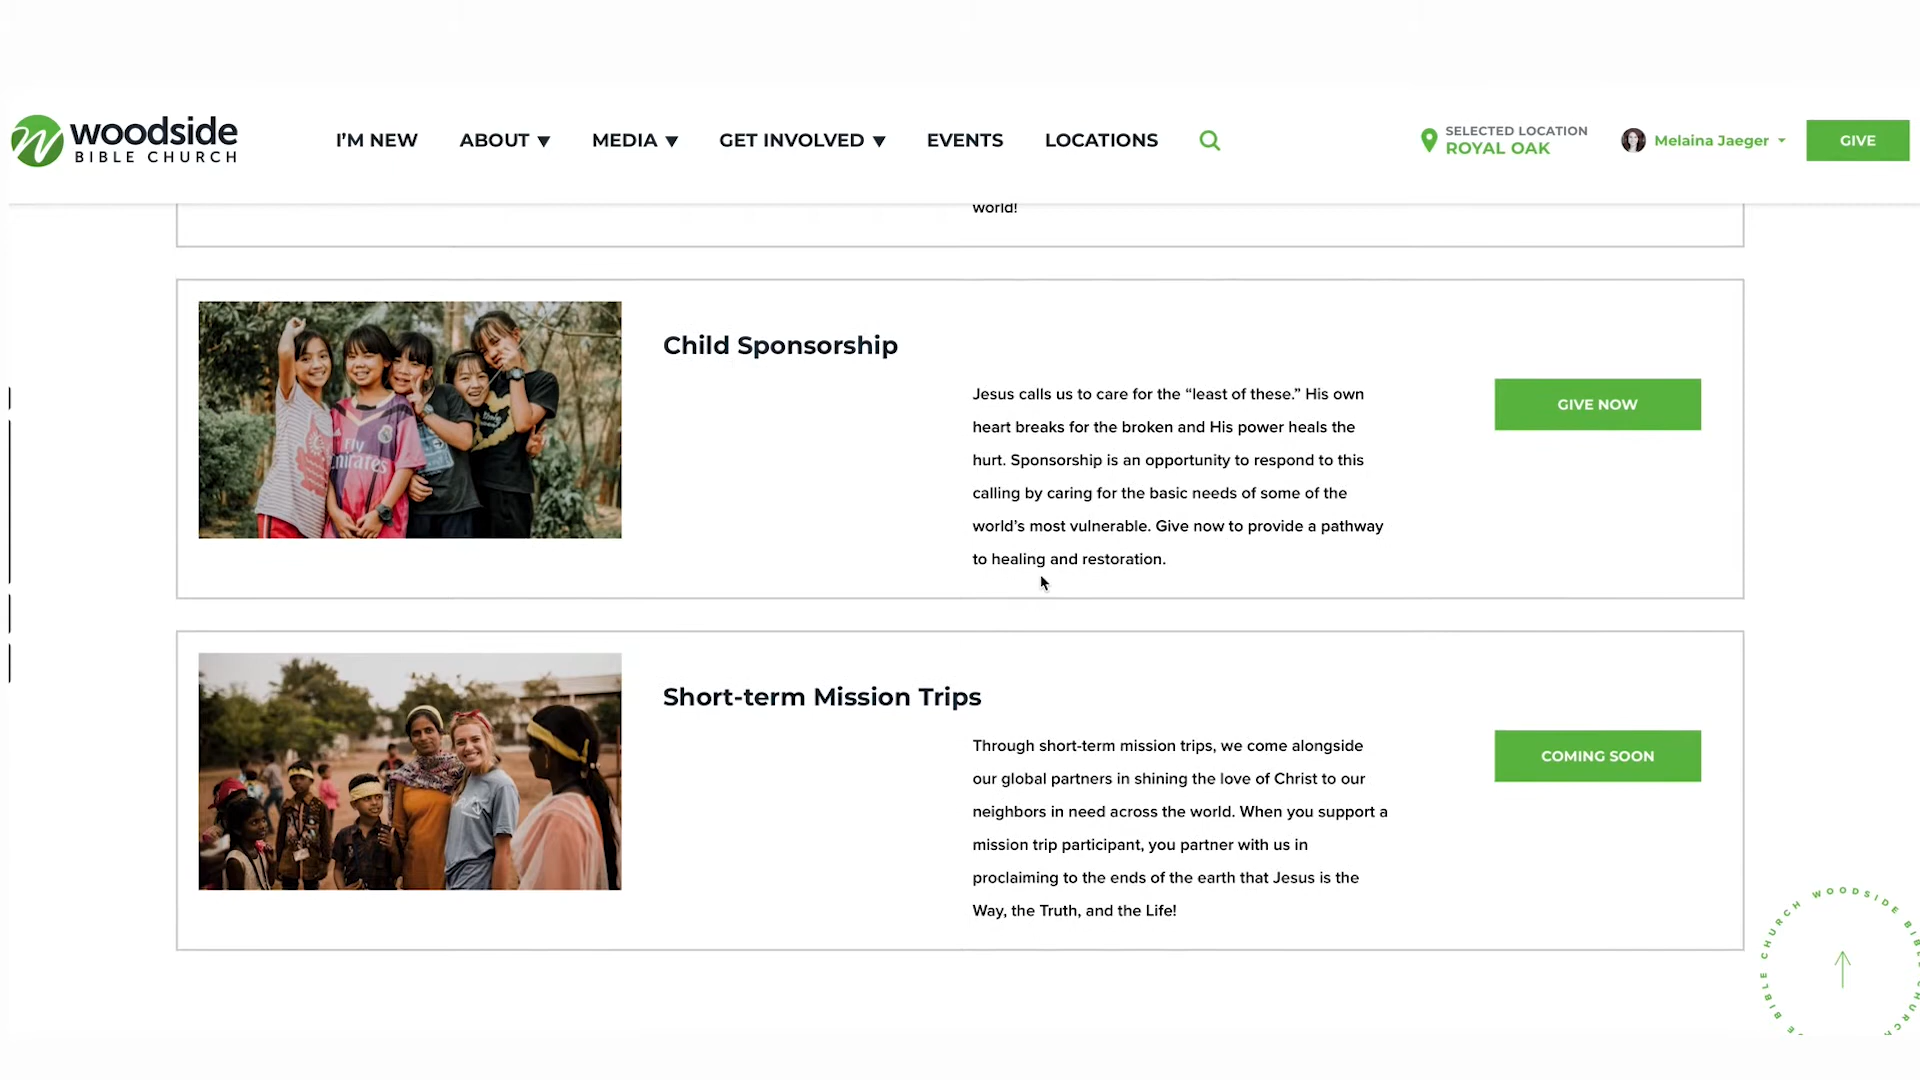 woodside
BIBLE CHURCH
I'M NEW
ABOUT
MEDIA
GET INVOLVED
EVENTS
LOCATIONS
SELECTED LOCATION
ROYAL OAK
Melaina Jaeger
GIVE
world!
Child Sponsorship
Fly
Emirates
Jesus calls us to care for the “least of these.” His own
heart breaks for the broken and His power heals the
hurt. Sponsorship is an opportunity to respond to this
calling by caring for the basic needs of some of the
world’s most vulnerable. Give now to provide a pathway
to healing and restoration.
GIVE NOW
Short-term Mission Trips
Through short-term mission trips, we come alongside
our global partners in shining the love of Christ to our
neighbors in need across the world. When you support a
mission trip participant, you partner with us in
proclaiming to the ends of the earth that Jesus is the
Way, the Truth, and the Life!
COMING SOON
BIBLE CHURCH WOODSIDE